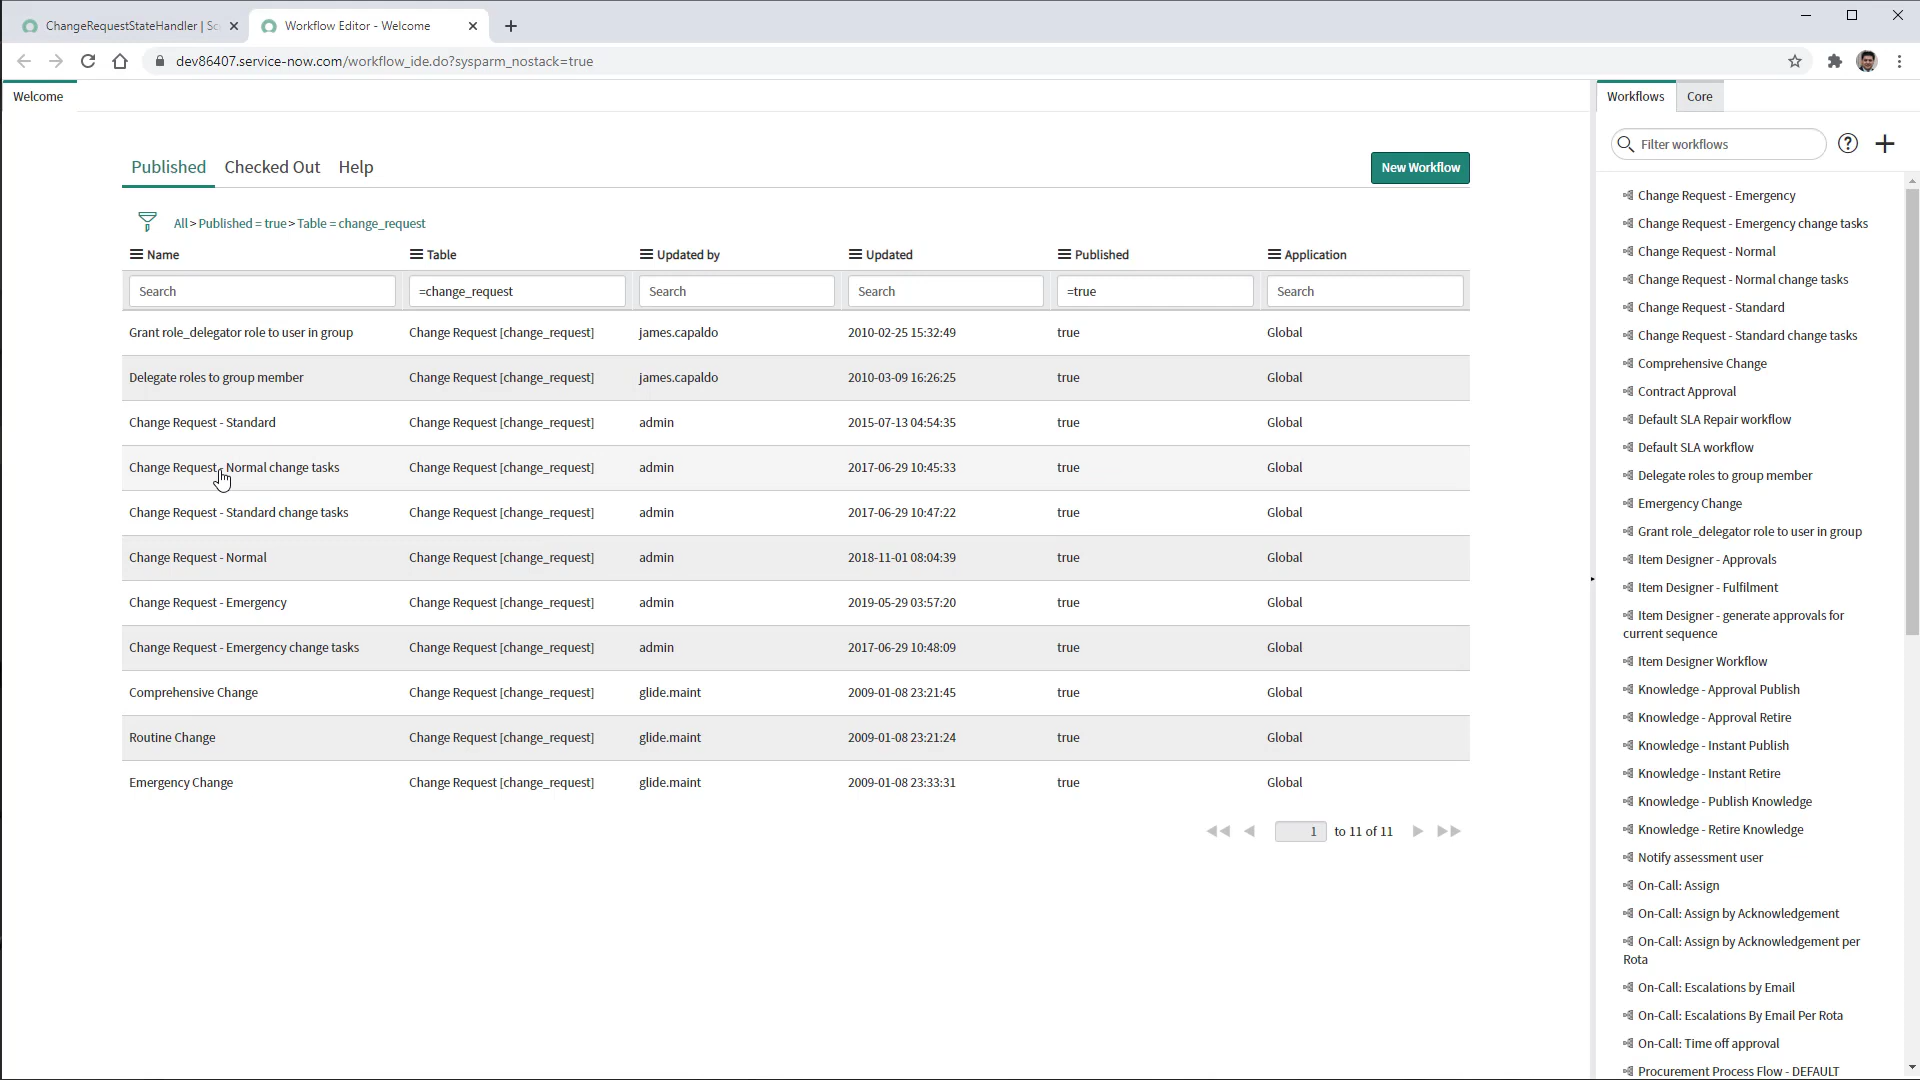 ChangeRequestStateHandler | Sc
Workflow Editor - Welcome
dev86407.service-now.com/workflow_ide.do?sysparm_nostack=true
Welcome
Published
Checked Out
Help
New Workflow
All > Published = true > Table = change_request
Name
Table
Updated by
Updated
Published
Application
Search
=change_request
Search
Search
=true
Search
Grant role_delegator role to user in group
Change Request [change_request]
james.capaldo
2010-02-25 15:32:49
true
Global
Delegate roles to group member
Change Request [change_request]
james.capaldo
2010-03-09 16:26:25
true
Global
Change Request - Standard
Change Request [change_request]
admin
2015-07-13 04:54:35
true
Global
Change Request - Normal change tasks
Change Request [change_request]
admin
2017-06-29 10:45:33
true
Global
Change Request - Standard change tasks
Change Request [change_request]
admin
2017-06-29 10:47:22
true
Global
Change Request - Normal
Change Request [change_request]
admin
2018-11-01 08:04:39
true
Global
Change Request - Emergency
Change Request [change_request]
admin
2019-05-29 03:57:20
true
Global
Change Request - Emergency change tasks
Change Request [change_request]
admin
2017-06-29 10:48:09
true
Global
Comprehensive Change
Change Request [change_request]
glide.maint
2009-01-08 23:21:45
true
Global
Routine Change
Change Request [change_request]
glide.maint
2009-01-08 23:21:24
true
Global
Emergency Change
Change Request [change_request]
glide.maint
2009-01-08 23:33:31
true
Global
1 to 11 of 11
Workflows
Core
Filter workflows
Change Request - Emergency
Change Request - Emergency change tasks
Change Request - Normal
Change Request - Normal change tasks
Change Request - Standard
Change Request - Standard change tasks
Comprehensive Change
Contract Approval
Default SLA Repair workflow
Default SLA workflow
Delegate roles to group member
Emergency Change
Grant role_delegator role to user in group
Item Designer - Approvals
Item Designer - Fulfilment
Item Designer - generate approvals for
current sequence
Item Designer Workflow
Knowledge - Approval Publish
Knowledge - Approval Retire
Knowledge - Instant Publish
Knowledge - Instant Retire
Knowledge - Publish Knowledge
Knowledge - Retire Knowledge
Notify assessment user
On-Call: Assign
On-Call: Assign by Acknowledgement
On-Call: Assign by Acknowledgement per
Rota
On-Call: Escalations by Email
On-Call: Escalations By Email Per Rota
On-Call: Time off approval
Procurement Process Flow - DEFAULT